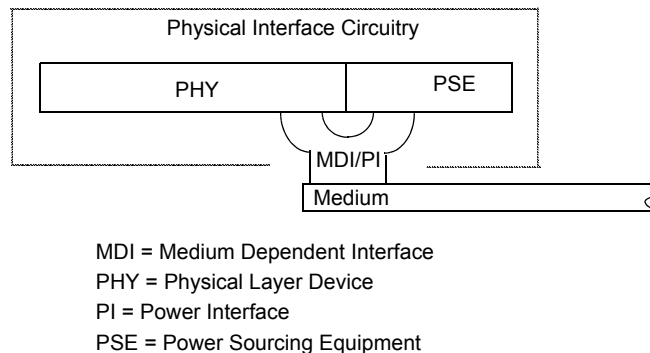 Physical Interface Circuitry
PHY
PSE
MDI/PI
Medium
MDI = Medium Dependent Interface
PHY = Physical Layer Device
PI = Power Interface
PSE = Power Sourcing Equipment